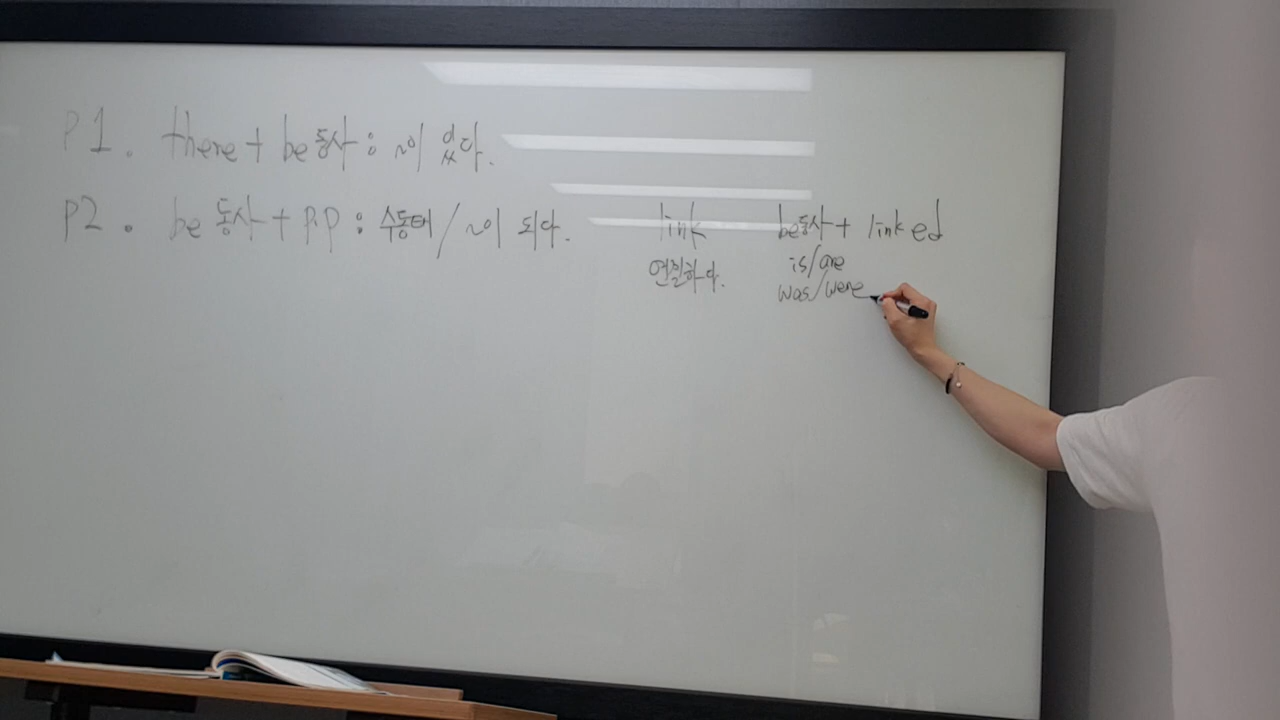 P1. there + be동사 : ~이 있다.
P2. be 동사 + P.P : 수동태 / ~이 되다. link be동사 + linked
연결하다. is/are
was/were